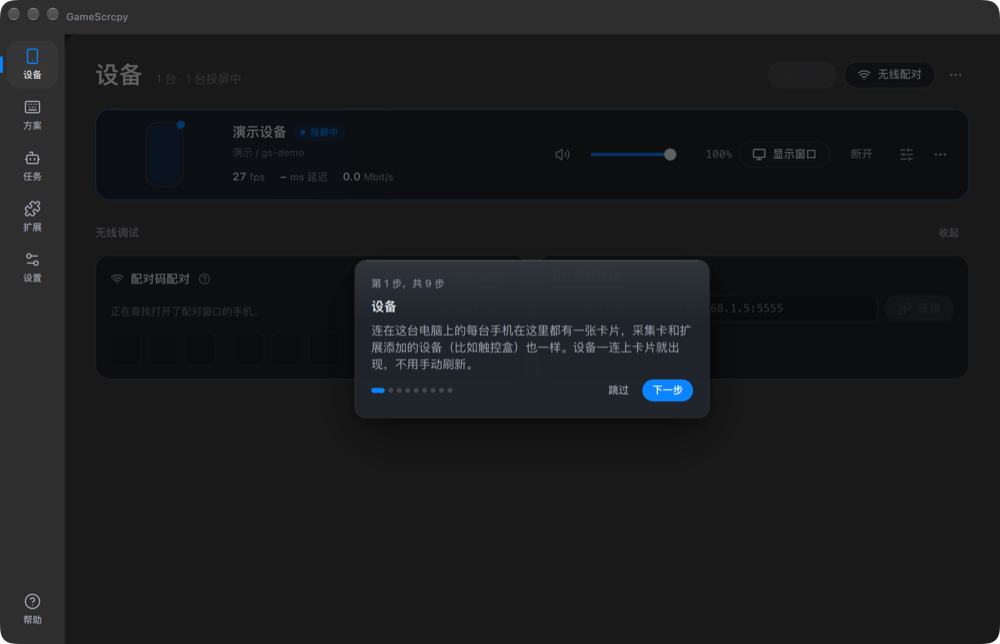 GameScrcpy
设备
方案
任务
扩展
设置
帮助
设备
1 台 · 1 台投屏中
无线配对
演示设备
投屏中
演示 / gs-demo
27 fps – ms 延迟 0.0 Mbit/s
100%
显示窗口
断开
无线调试
收起
配对码配对
正在查找打开了配对窗口的手机…
68.1.5:5555
连接
第 1 步，共 9 步
设备
连在这台电脑上的每台手机在这里都有一张卡片，采集卡和扩
展添加的设备（比如触控盒）也一样。设备一连上卡片就出
现，不用手动刷新。
跳过
下一步